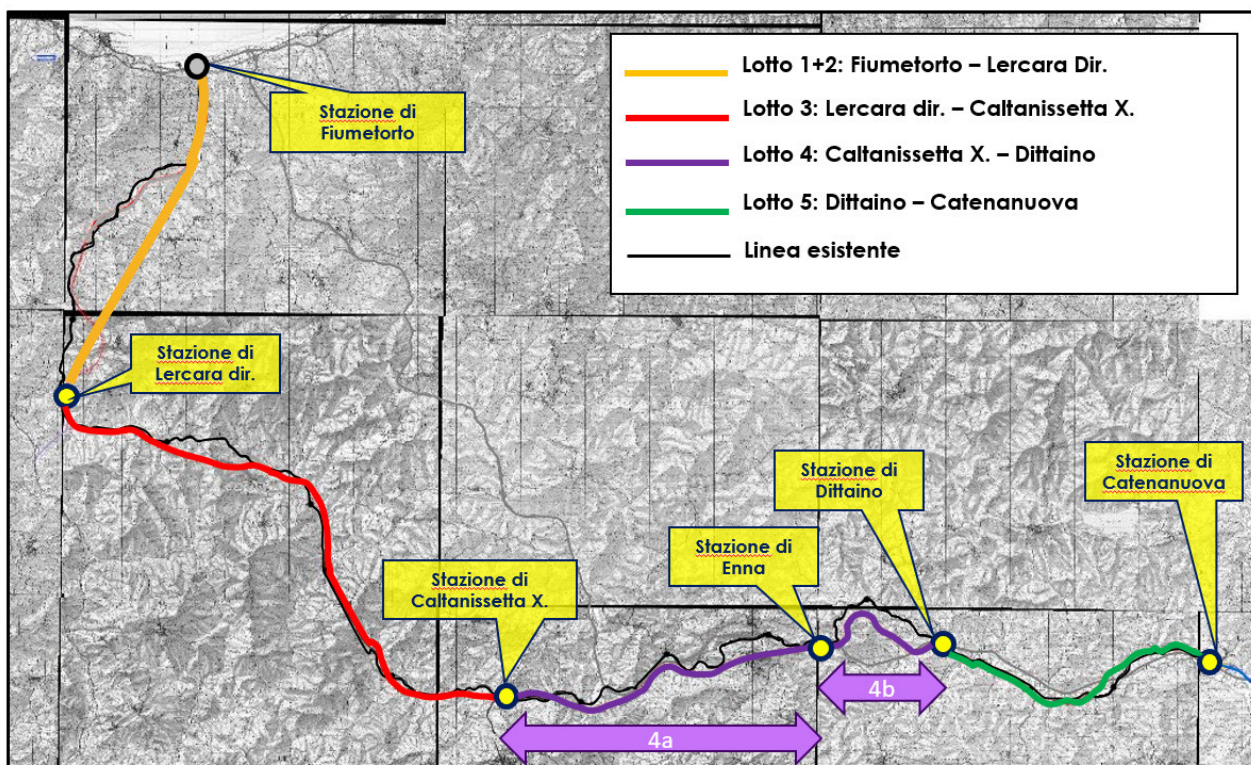 Lotto 1+2: Fiumetorto – Lercara Dir.
Lotto 3: Lercara dir. – Caltanissetta X.
Lotto 4: Caltanissetta X. – Dittaino
Lotto 5: Dittaino – Catenanuova
Linea esistente
Stazione di
Fiumetorto
Stazione di
Lercara dir.
Stazione di
Caltanissetta X.
Stazione di
Enna
Stazione di
Dittaino
Stazione di
Catenanuova
4a
4b